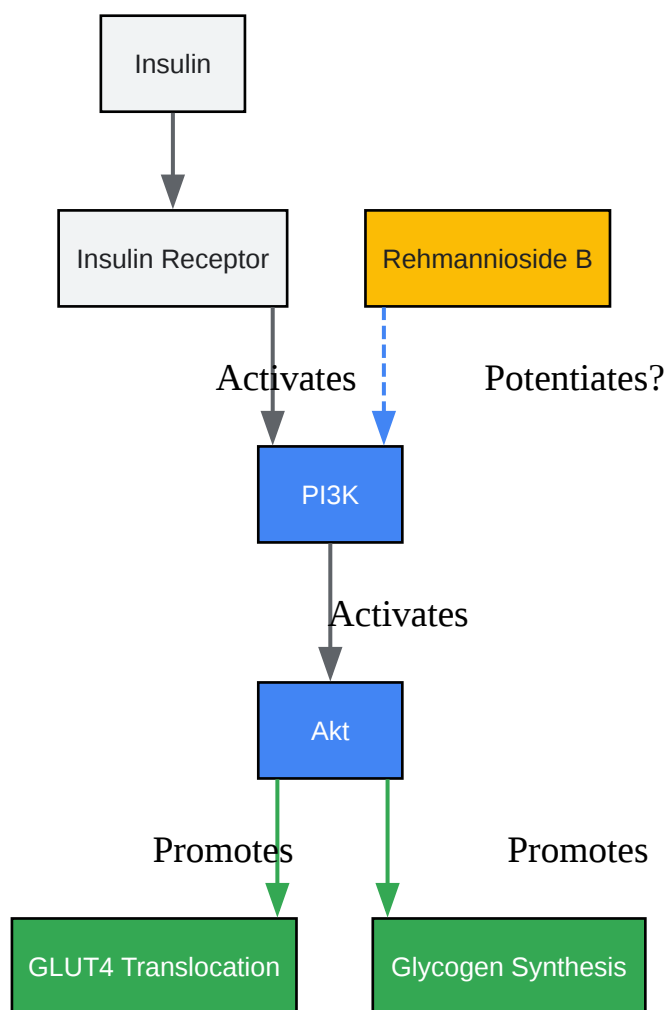 Insulin
Insulin Receptor
Rehmannioside B
Activates
Potentiates?
PI3K
Activates
Akt
Promotes
Promotes
GLUT4 Translocation
Glycogen Synthesis